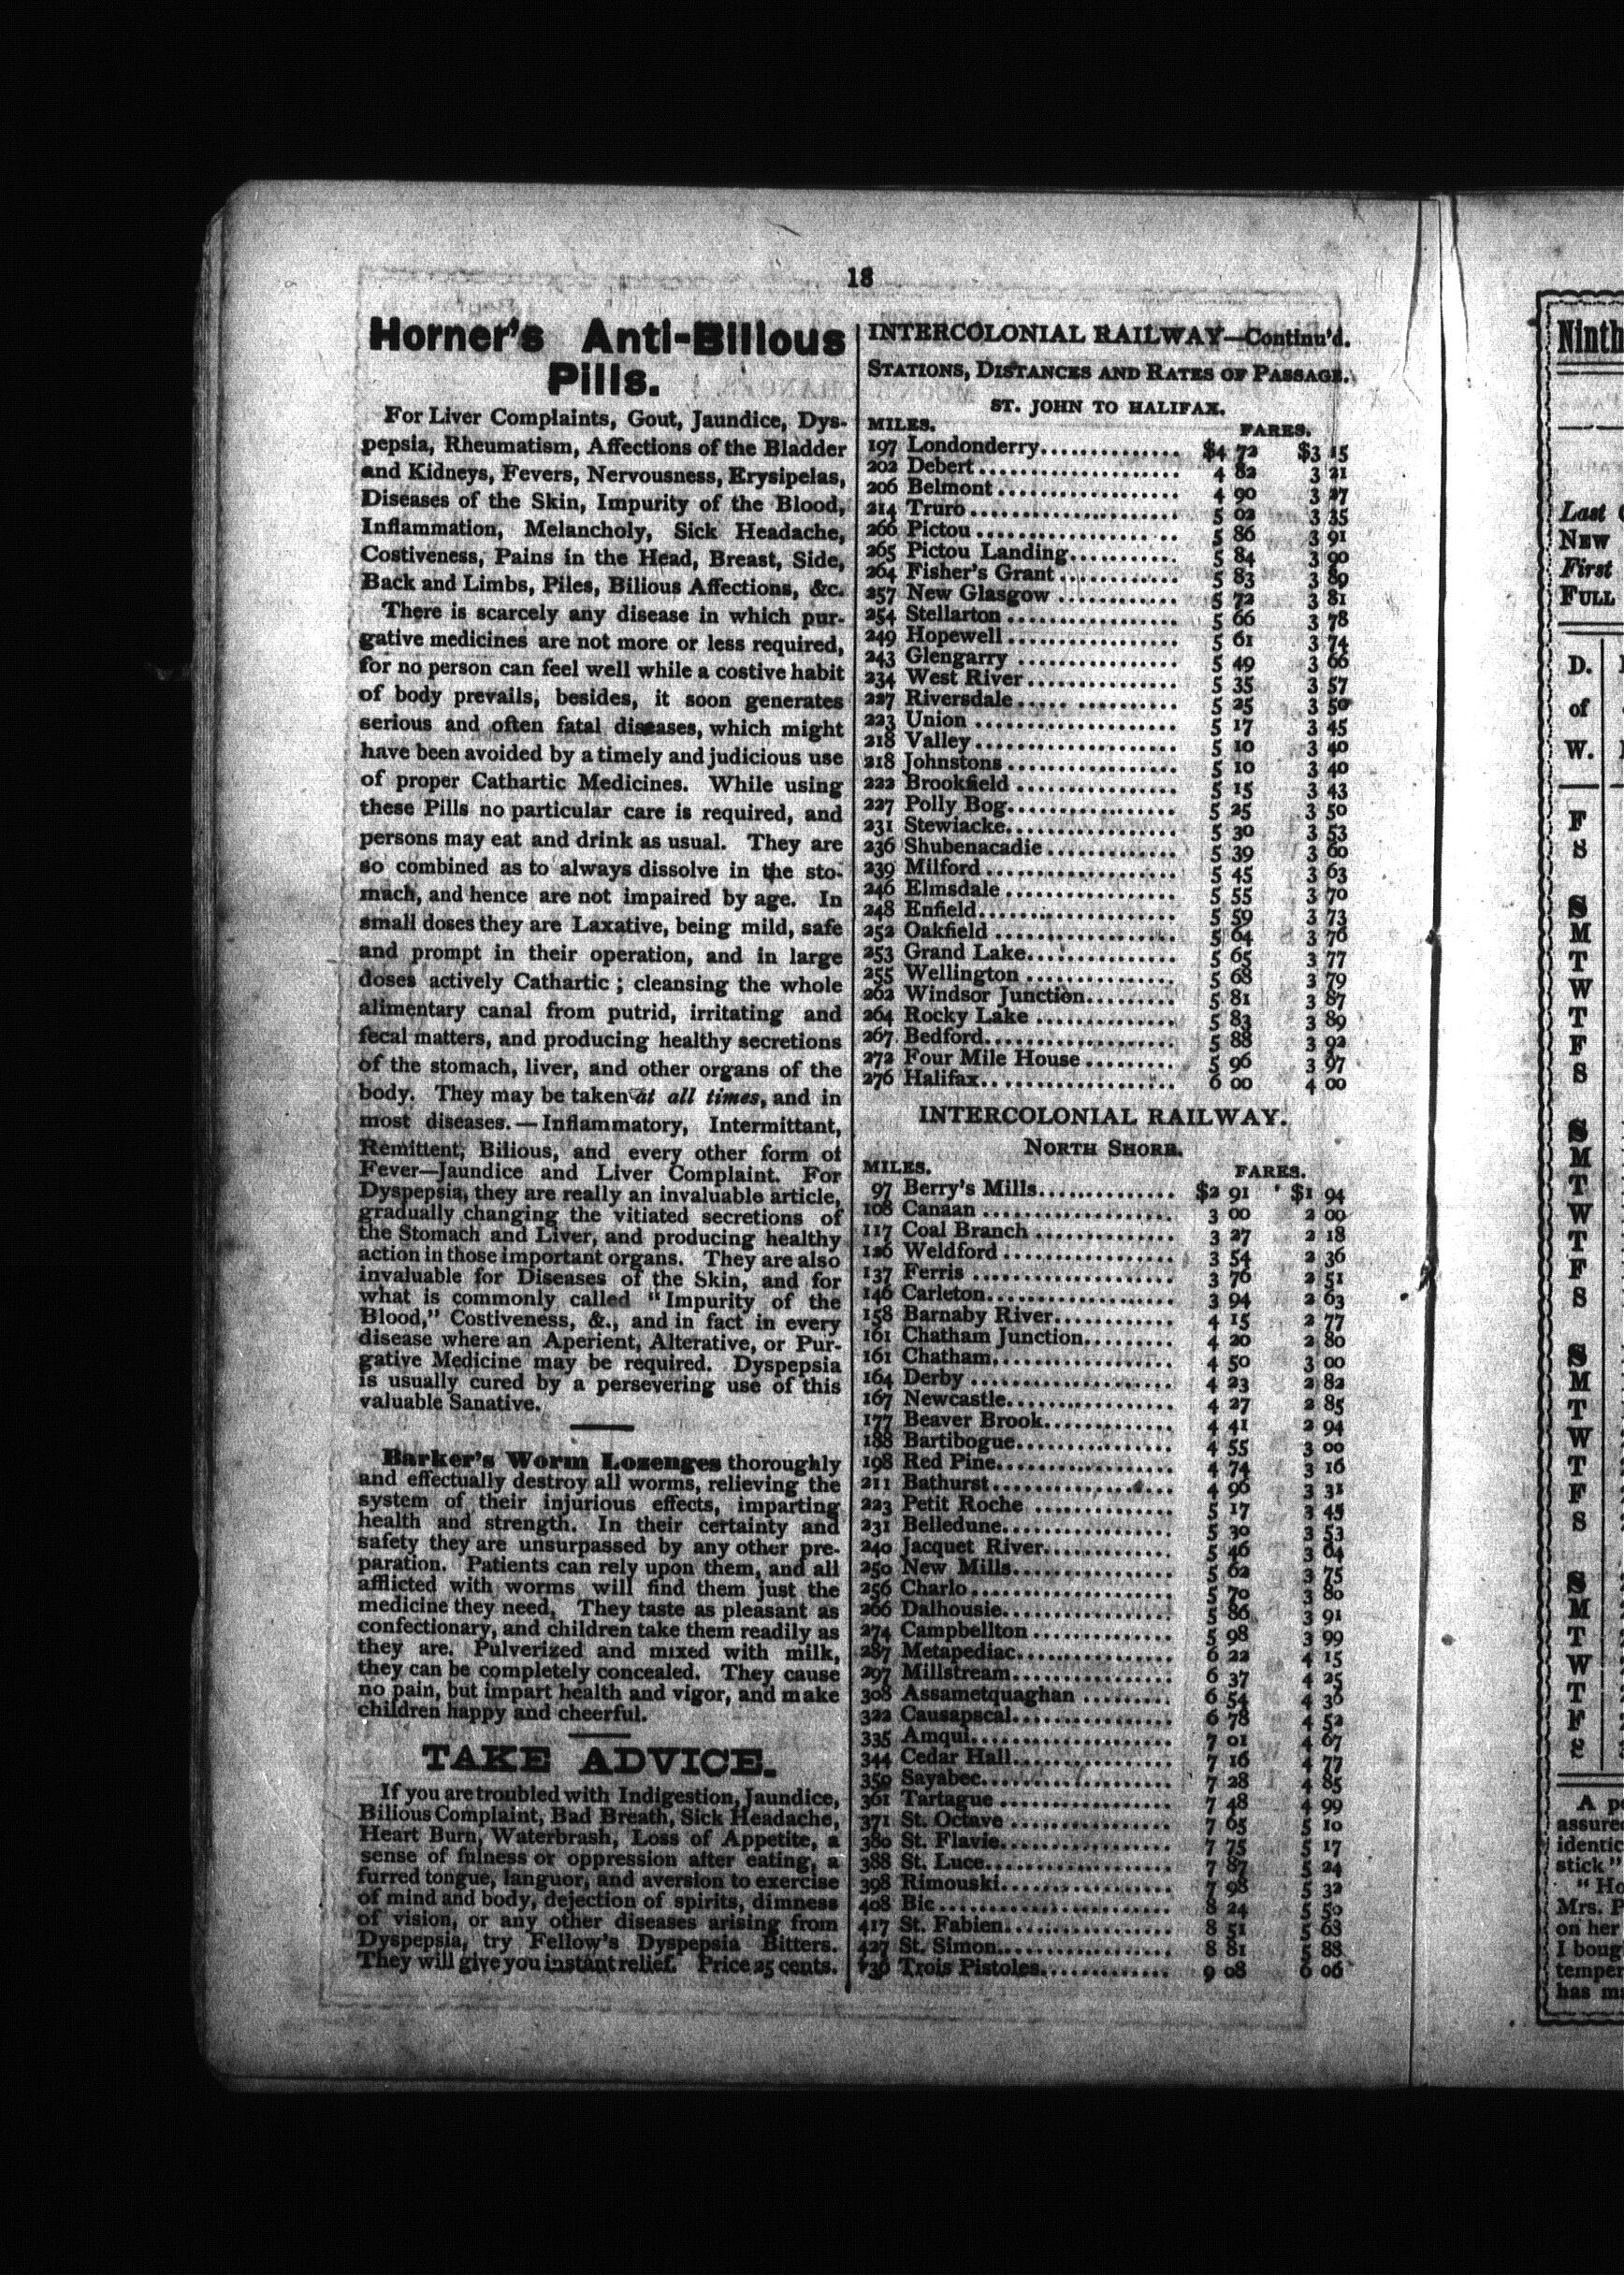 18
Horner's Anti-Bilious
Pills.
For Liver Complaints, Gout, Jaundice, Dys-
pepsia, Rheumatism, Affections of the Bladder
and Kidneys, Fevers, Nervousness, Erysipelas,
Diseases of the Skin, Impurity of the Blood,
Inflammation, Melancholy, Sick Headache,
Costiveness, Pains in the Head, Breast, Side,
Back and Limbs, Piles, Bilious Affections, &c.
There is scarcely any disease in which pur-
gative medicines are not more or less required,
for no person can feel well while a costive habit
of body prevails, besides, it soon generates
serious and often fatal diseases, which might
have been avoided by a timely and judicious use
of proper Cathartic Medicines. While using
these Pills no particular care is required, and
persons may eat and drink as usual. They are
so combined as to always dissolve in the sto-
mach, and hence are not impaired by age. In
small doses they are Laxative, being mild, safe
and prompt in their operation, and in large
doses actively Cathartic; cleansing the whole
alimentary canal from putrid, irritating and
fecal matters, and producing healthy secretions
of the stomach, liver, and other organs of the
body. They may be taken at all times, and in
most diseases.—Inflammatory, Intermittant,
Remittent, Bilious, and every other form of
Fever—Jaundice and Liver Complaint. For
Dyspepsia, they are really an invaluable article,
gradually changing the vitiated secretions of
the Stomach and Liver, and producing healthy
action in those important organs. They are also
invaluable for Diseases of the Skin, and for
what is commonly called "Impurity of the
Blood," Costiveness, &., and in fact in every
disease where an Aperient, Alterative, or Pur-
gative Medicine may be required. Dyspepsia
is usually cured by a persevering use of this
valuable Sanative.
Barker's Worm Lozenges thoroughly
and effectually destroy all worms, relieving the
system of their injurious effects, imparting
health and strength. In their certainty and
safety they are unsurpassed by any other pre-
paration. Patients can rely upon them, and all
afflicted with worms will find them just the
medicine they need. They taste as pleasant as
confectionary, and children take them readily as
they are. Pulverized and mixed with milk,
they can be completely concealed. They cause
no pain, but impart health and vigor, and make
children happy and cheerful.
TAKE ADVICE.
If you are troubled with Indigestion, Jaundice,
Bilious Complaint, Bad Breath, Sick Headache,
Heart Burn, Waterbrash, Loss of Appetite, a
sense of fulness or oppression after eating, a
furred tongue, languor, and aversion to exercise
of mind and body, dejection of spirits, dimness
of vision, or any other diseases arising from
Dyspepsia, try Fellow's Dyspepsia Bitters.
They will give you instant relief. Price 25 cents.
INTERCOLONIAL RAILWAY—Continu'd.
STATIONS, DISTANCES AND RATES OF PASSAGE.
ST. JOHN TO HALIFAX.
MILES. FARES.
197 Londonderry.............. $4 72 $3 15
202 Debert................... 4 82 3 21
206 Belmont.................. 4 90 3 27
214 Truro.................... 5 02 3 35
266 Pictou................... 5 86 3 91
265 Pictou Landing........... 5 84 3 90
264 Fisher's Grant........... 5 83 3 89
257 New Glasgow.............. 5 72 3 81
254 Stellarton............... 5 66 3 78
249 Hopewell................. 5 61 3 74
243 Glengarry................ 5 49 3 66
234 West River............... 5 35 3 57
227 Riversdale............... 5 25 3 50
223 Union.................... 5 17 3 45
218 Valley................... 5 10 3 40
218 Johnstons................ 5 10 3 40
222 Brookfield............... 5 15 3 43
227 Polly Bog................ 5 25 3 50
231 Stewiacke................ 5 30 3 53
236 Shubenacadie............. 5 39 3 60
239 Milford.................. 5 45 3 63
246 Elmsdale................. 5 55 3 70
248 Enfield.................. 5 59 3 73
252 Oakfield................. 5 64 3 76
253 Grand Lake............... 5 65 3 77
255 Wellington............... 5 68 3 79
262 Windsor Junction......... 5 81 3 87
264 Rocky Lake............... 5 83 3 89
267 Bedford.................. 5 88 3 92
272 Four Mile House.......... 5 96 3 97
276 Halifax.................. 6 00 4 00
INTERCOLONIAL RAILWAY.
NORTH SHORE.
MILES. FARES.
97 Berry's Mills............. $2 91 $1 94
108 Canaan................... 3 00 2 00
117 Coal Branch.............. 3 27 2 18
126 Weldford................. 3 54 2 36
137 Ferris................... 3 76 2 51
146 Carleton................. 3 94 2 63
158 Barnaby River............ 4 15 2 77
161 Chatham Junction......... 4 20 2 80
161 Chatham.................. 4 50 3 00
164 Derby.................... 4 23 2 82
167 Newcastle................ 4 27 2 85
177 Beaver Brook............. 4 41 2 94
188 Bartibogue............... 4 55 3 00
198 Red Pine................. 4 74 3 16
211 Bathurst................. 4 96 3 31
223 Petit Roche.............. 5 17 3 45
231 Belledune................ 5 30 3 53
240 Jacquet River............ 5 46 3 64
250 New Mills................ 5 62 3 75
256 Charlo................... 5 70 3 80
266 Dalhousie................ 5 86 3 91
274 Campbellton.............. 5 98 3 99
287 Metapediac............... 6 22 4 15
297 Millstream............... 6 37 4 25
308 Assametquaghan........... 6 54 4 36
322 Causapscal............... 6 78 4 52
335 Amqui.................... 7 01 4 67
344 Cedar Hall............... 7 16 4 77
350 Sayabec.................. 7 28 4 85
361 Tartague................. 7 48 4 99
371 St. Octave............... 7 65 5 10
380 St. Flavie............... 7 75 5 17
388 St. Luce................. 7 87 5 24
398 Rimouski................. 7 98 5 32
408 Bic...................... 8 24 5 50
417 St. Fabien............... 8 51 5 68
427 St. Simon................ 8 81 5 88
436 Trois Pistoles........... 9 08 6 06
Ninth
Last
NEW
First
FULL
D.
of
W.
F
S
S
M
T
W
T
F
S
S
M
T
W
T
F
S
S
M
T
W
T
F
S
S
M
T
W
T
F
S
A
assure
identic
stick"
"Ho
Mrs.
on her
I boug
temper
has